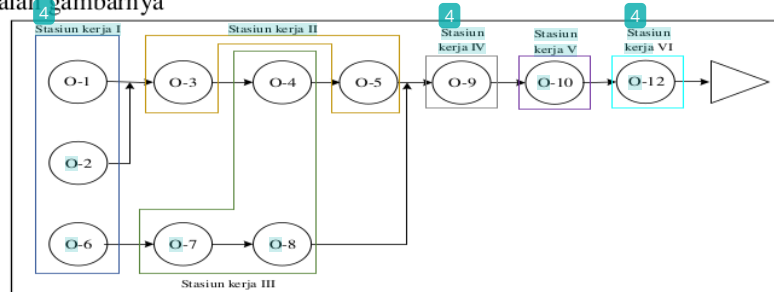 gambarnya
4
4
4
Stasiun kerja I
Stasiun kerja II
Stasiun
kerja IV
Stasiun
kerja V
Stasiun
kerja VI
O-1
O-3
O-4
O-5
O-9
O-10
O-12
O-2
O-6
O-7
O-8
Stasiun kerja III